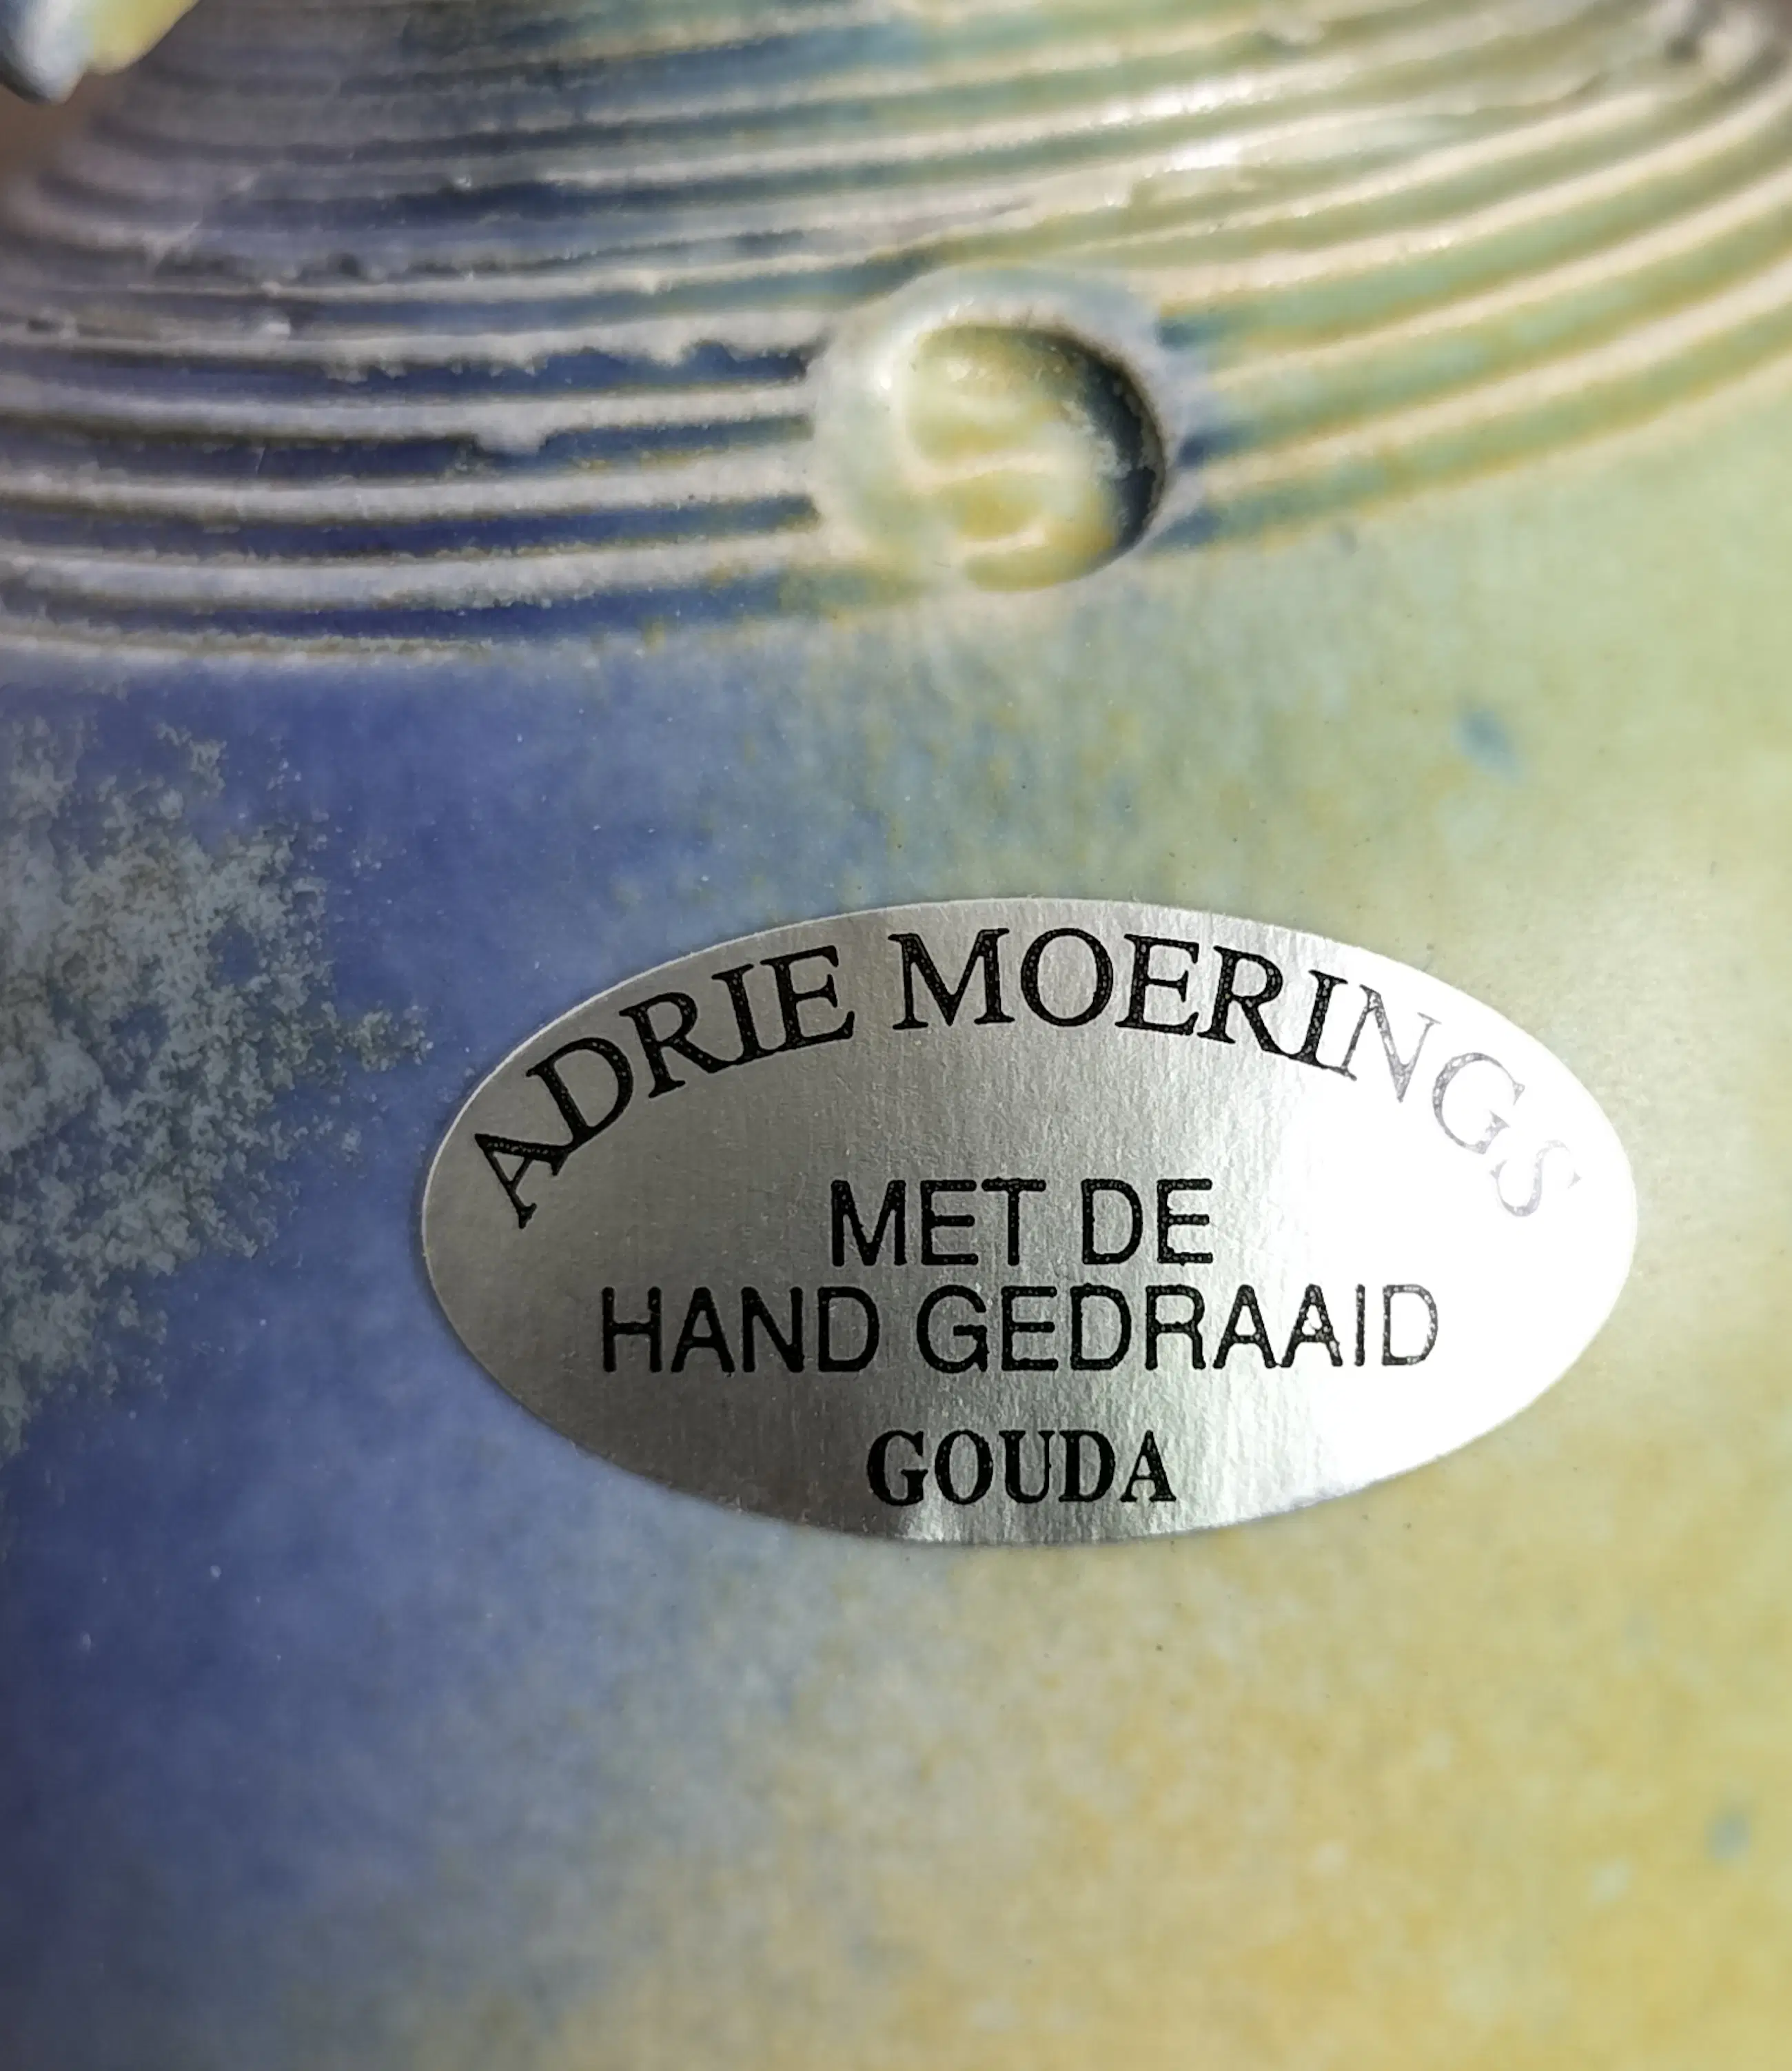 ADRIE MOERINGS
MET DE
HAND GEDRAAID
GOUDA